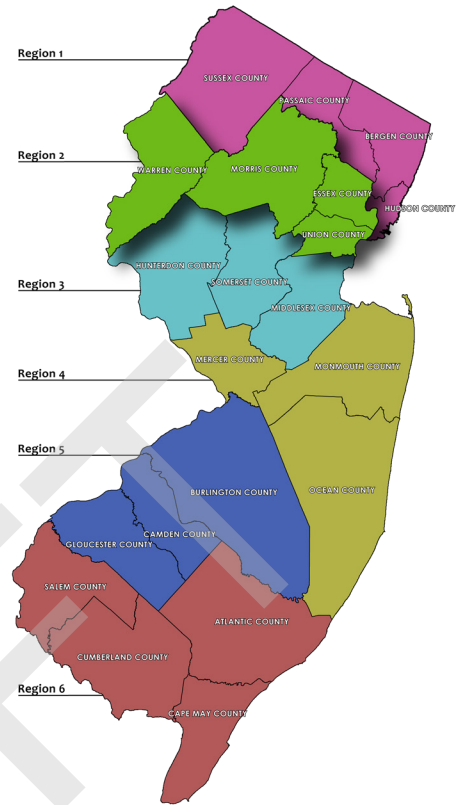 Region 1
SUSSEX COUNTY
PASSAIC COUNTY
BERGEN COUNTY
Region 2
WARREN COUNTY
MORRIS COUNTY
ESSEX COUNTY
HUDSON COUNTY
UNION COUNTY
HUNTERDON COUNTY
SOMERSET COUNTY
Region 3
MIDDLESEX COUNTY
MERCER COUNTY
MONMOUTH COUNTY
Region 4
Region 5
BURLINGTON COUNTY
OCEAN COUNTY
CAMDEN COUNTY
GLOUCESTER COUNTY
SALEM COUNTY
ATLANTIC COUNTY
CUMBERLAND COUNTY
Region 6
CAPE MAY COUNTY